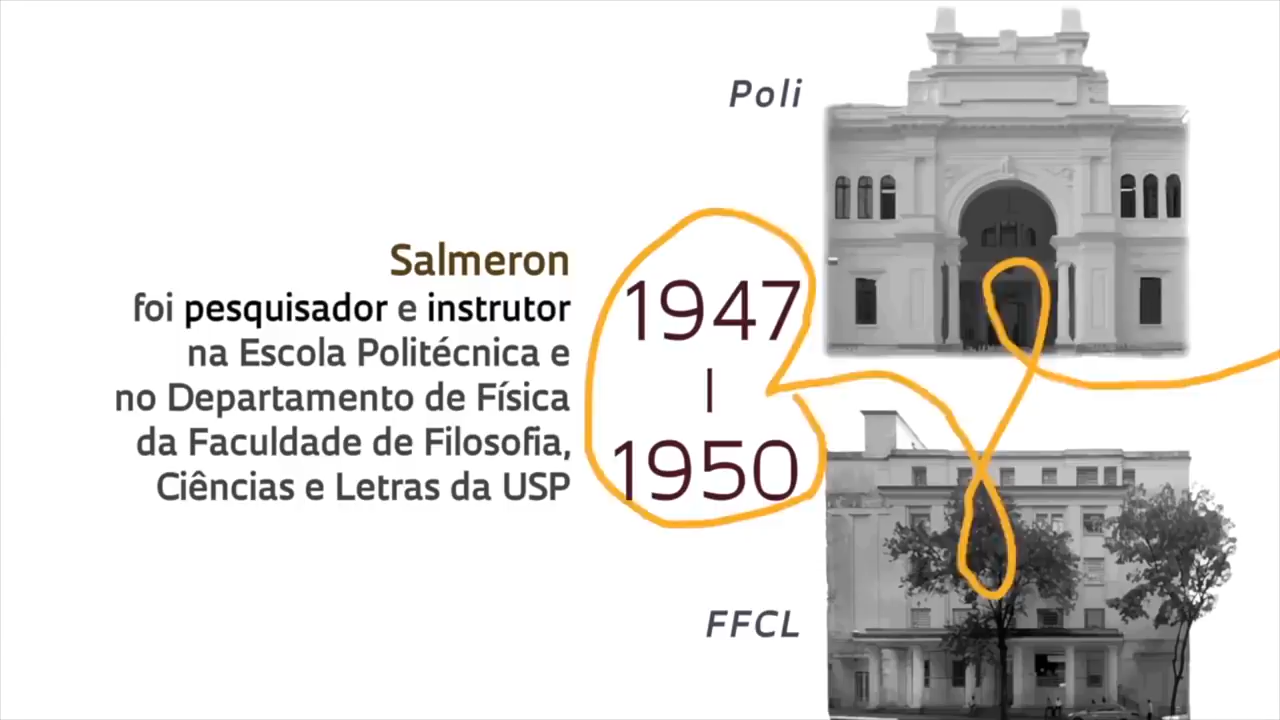 Poli
Salmeron
foi pesquisador e instrutor
na Escola Politécnica e
no Departamento de Física
da Faculdade de Filosofia,
Ciências e Letras da USP
1947
|
1950
FFCL